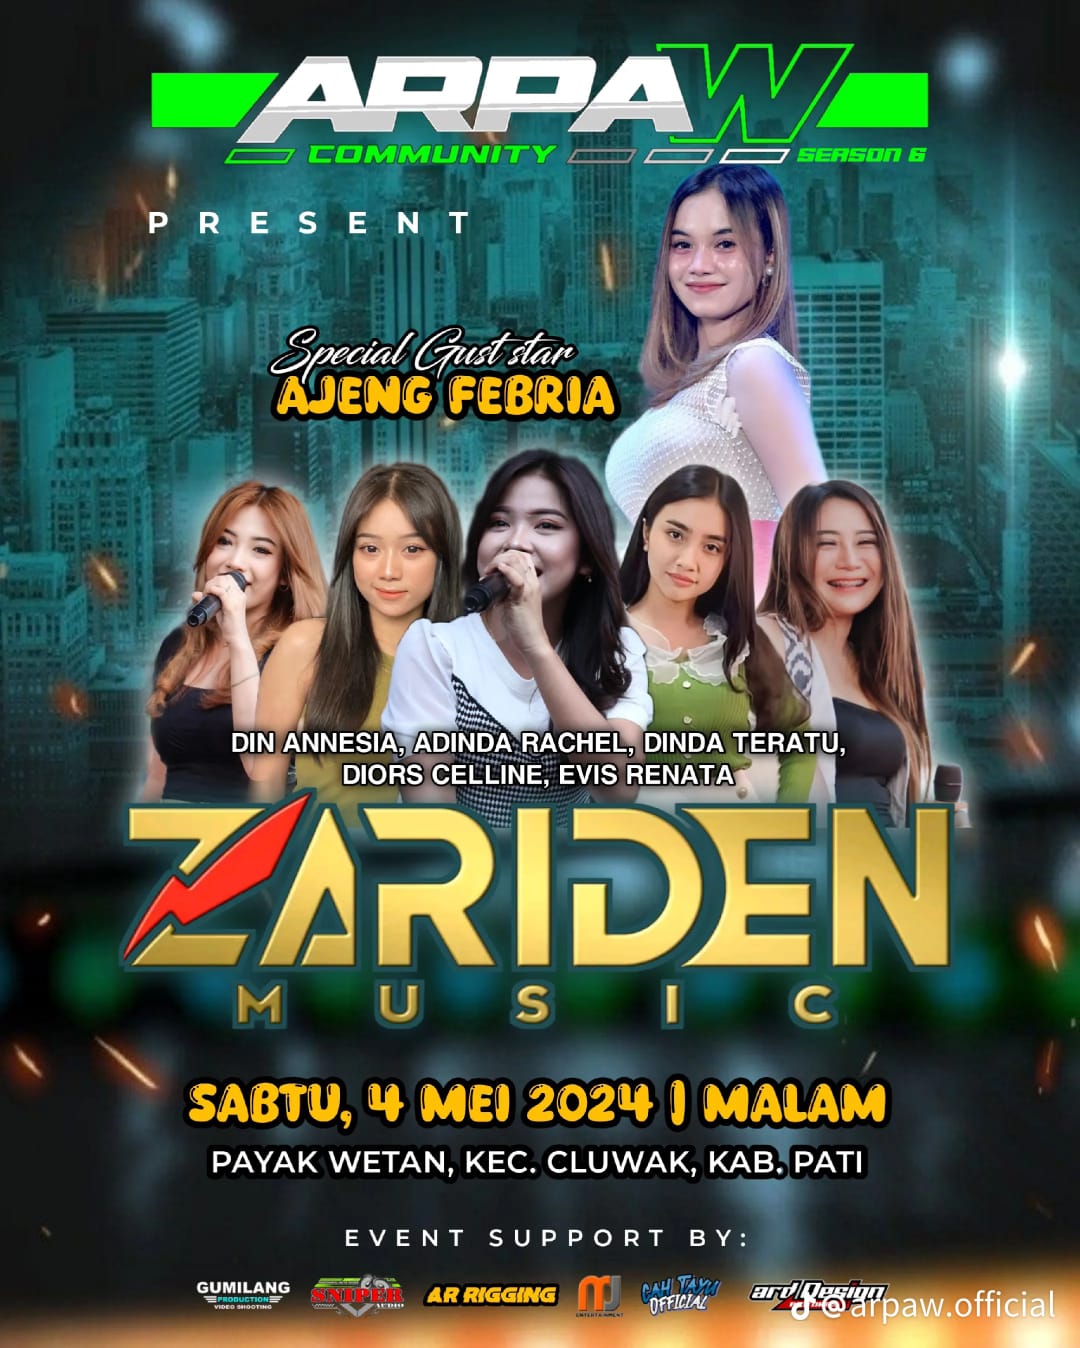 ARPAW
COMMUNITY SEASON 6
PRESENT
Special Gust star
AJENG FEBRIA
DIN ANNESIA, ADINDA RACHEL, DINDA TERATU,
DIORS CELLINE, EVIS RENATA
ZARIDEN
MUSIC
SABTU, 4 MEI 2024 | MALAM
PAYAK WETAN, KEC. CLUWAK, KAB. PATI
EVENT SUPPORT BY:
GUMILANG
PRODUCTION
VIDEO SHOOTING
SNIPER
AUDIO
AR RIGGING
MJ
ENTERTAINMENT
CAH TAYU
OFFICIAL
ard Design
@arpaw.official